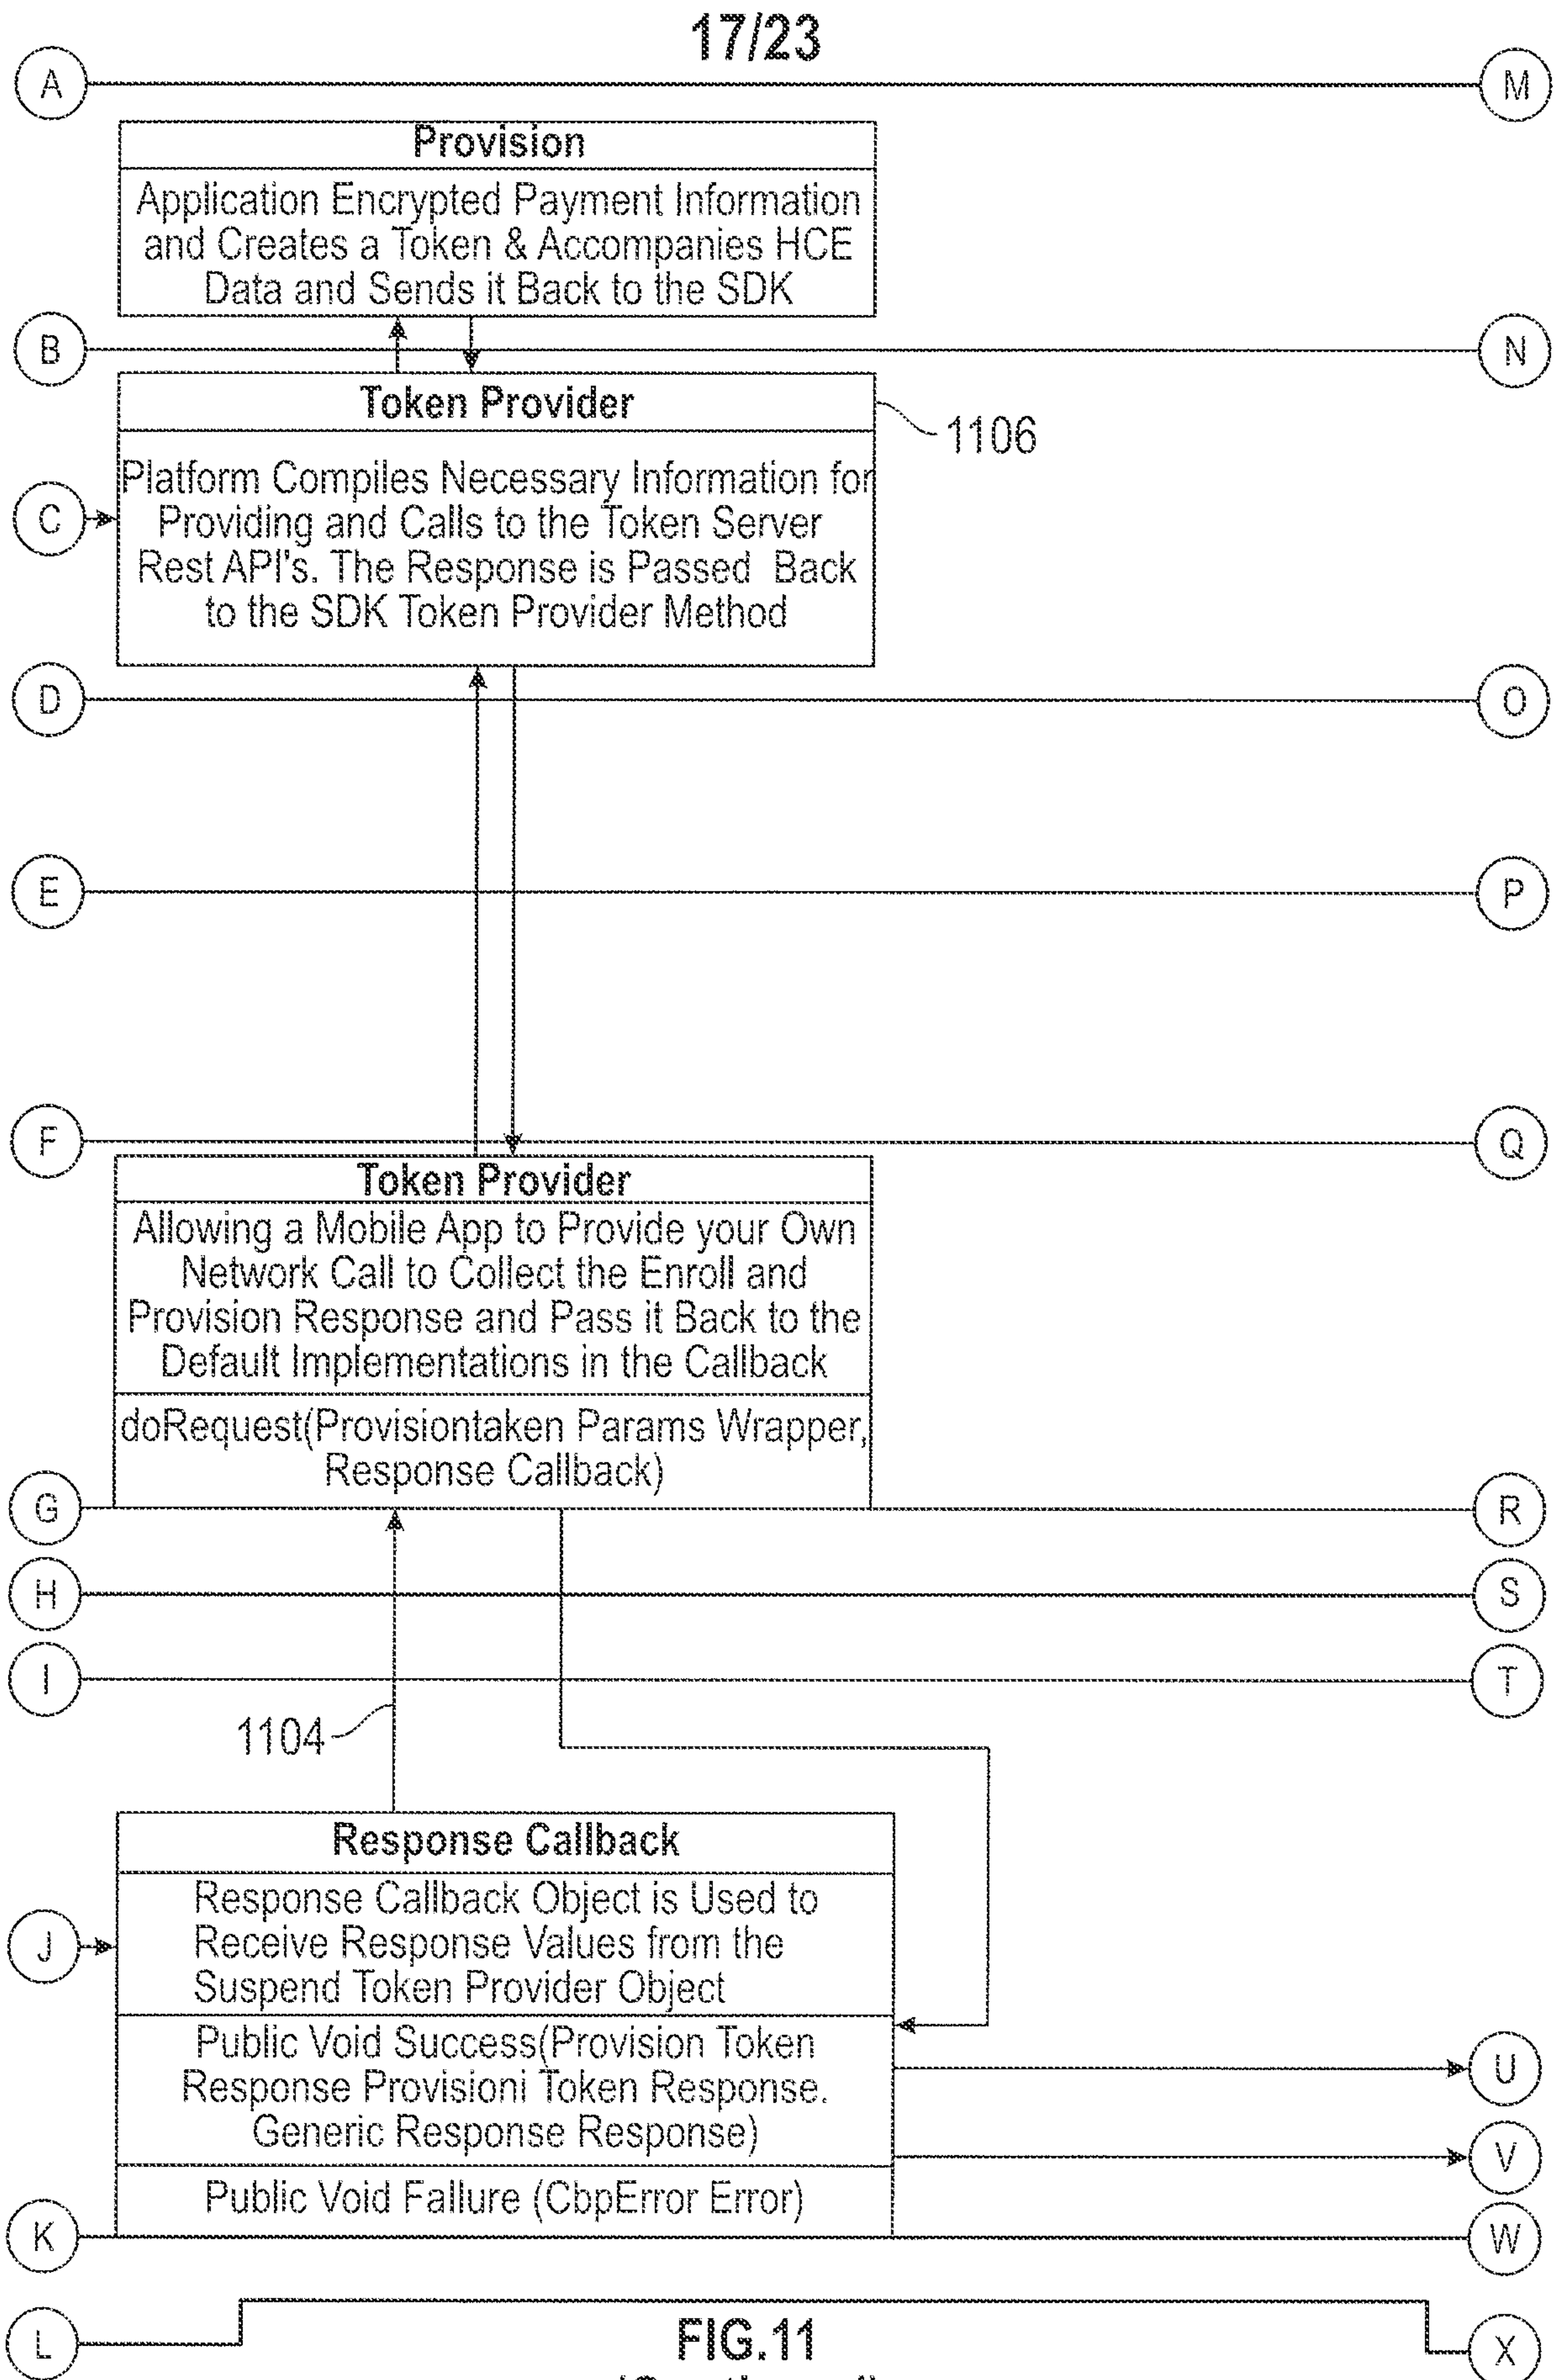 17/23
A
M
Provision
Application Encrypted Payment Information
and Creates a Token & Accompanies HCE
Data and Sends it Back to the SDK
B
N
Token Provider
1106
Platform Compiles Necessary Information for
Providing and Calls to the Token Server
Rest API's. The Response is Passed Back
to the SDK Token Provider Method
C
D
O
E
P
F
Q
Token Provider
Allowing a Mobile App to Provide your Own
Network Call to Collect the Enroll and
Provision Response and Pass it Back to the
Default Implementations in the Callback
doRequest(Provisiontaken Params Wrapper,
Response Callback)
G
R
H
S
I
T
1104
Response Callback
Response Callback Object is Used to
Receive Response Values from the
Suspend Token Provider Object
J
Public Void Success(Provision Token
Response Provisioni Token Response.
Generic Response Response)
U
V
Public Void Fallure (CbpError Error)
K
W
L
X
FIG.11